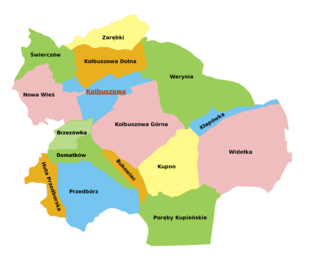 Zarębki
Świerczów
Kolbuszowa Dolna
Werynia
Nowa Wieś
Kolbuszowa
Kłapówka
Kolbuszowa Górna
Brzezówka
Widełka
Domatków
Bukowiec
Kupno
Huta Przedborska
Przedbórz
Poręby Kupieńskie